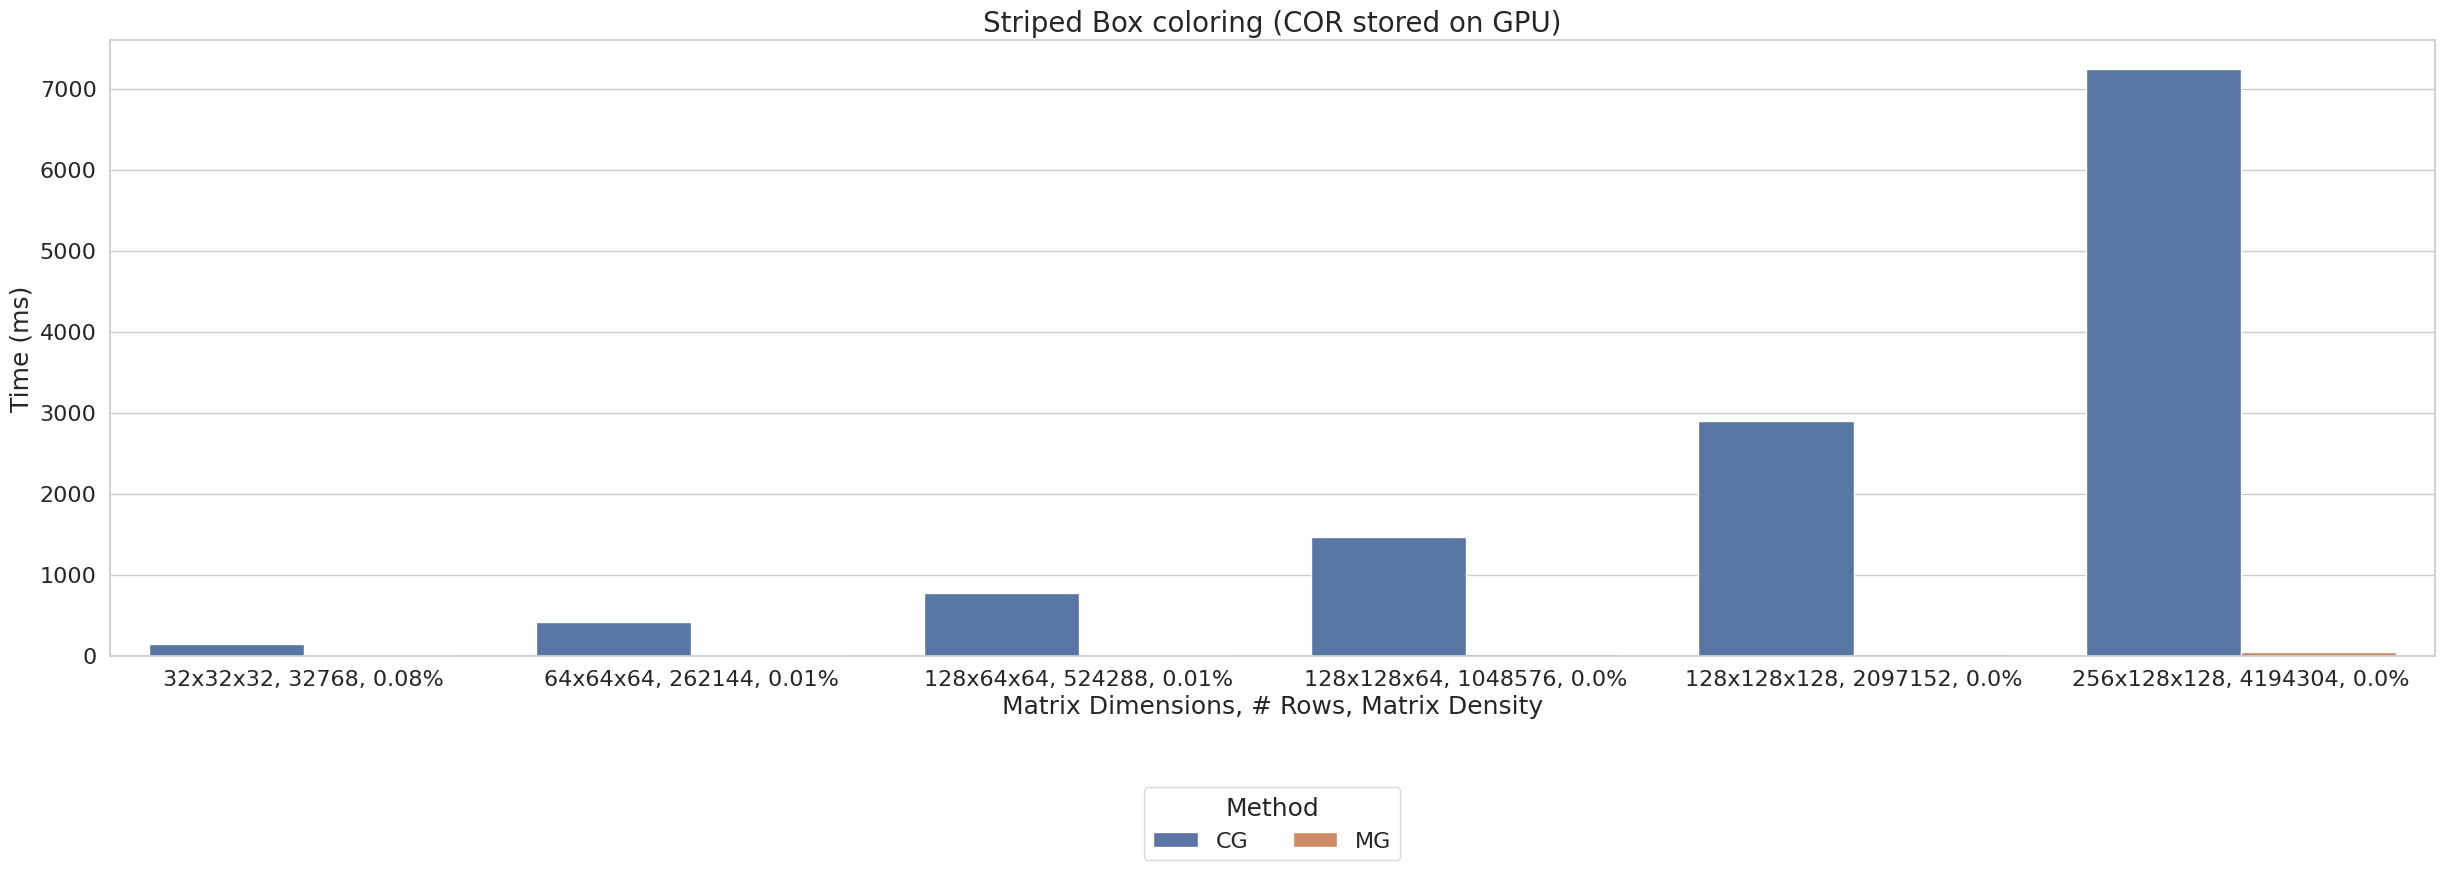 Striped Box coloring (COR stored on GPU)
Time (ms)
7000
6000
5000
4000
3000
2000
1000
0
32x32x32, 32768, 0.08% 64x64x64, 262144, 0.01% 128x64x64, 524288, 0.01% 128x128x64, 1048576, 0.0% 128x128x128, 2097152, 0.0% 256x128x128, 4194304, 0.0%
Matrix Dimensions, # Rows, Matrix Density
Method
CG MG